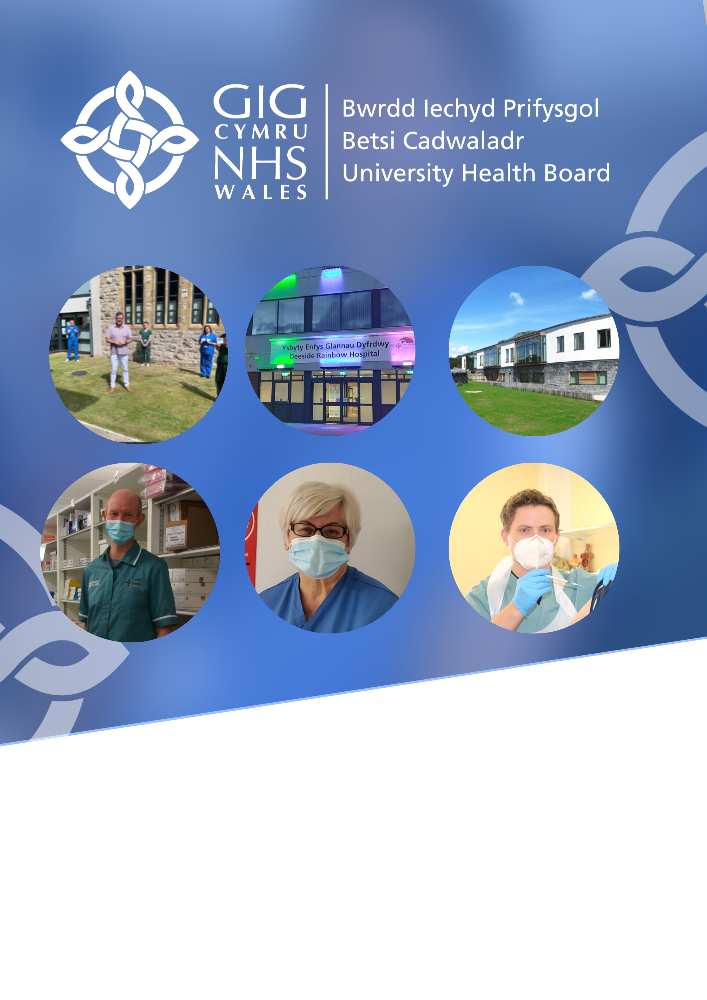 GIG
CYMRU
NHS
WALES
Bwrdd Iechyd Prifysgol
Betsi Cadwaladr
University Health Board
Ysbyty Enfys Glannau Dyfrdwy
Deeside Rainbow Hospital